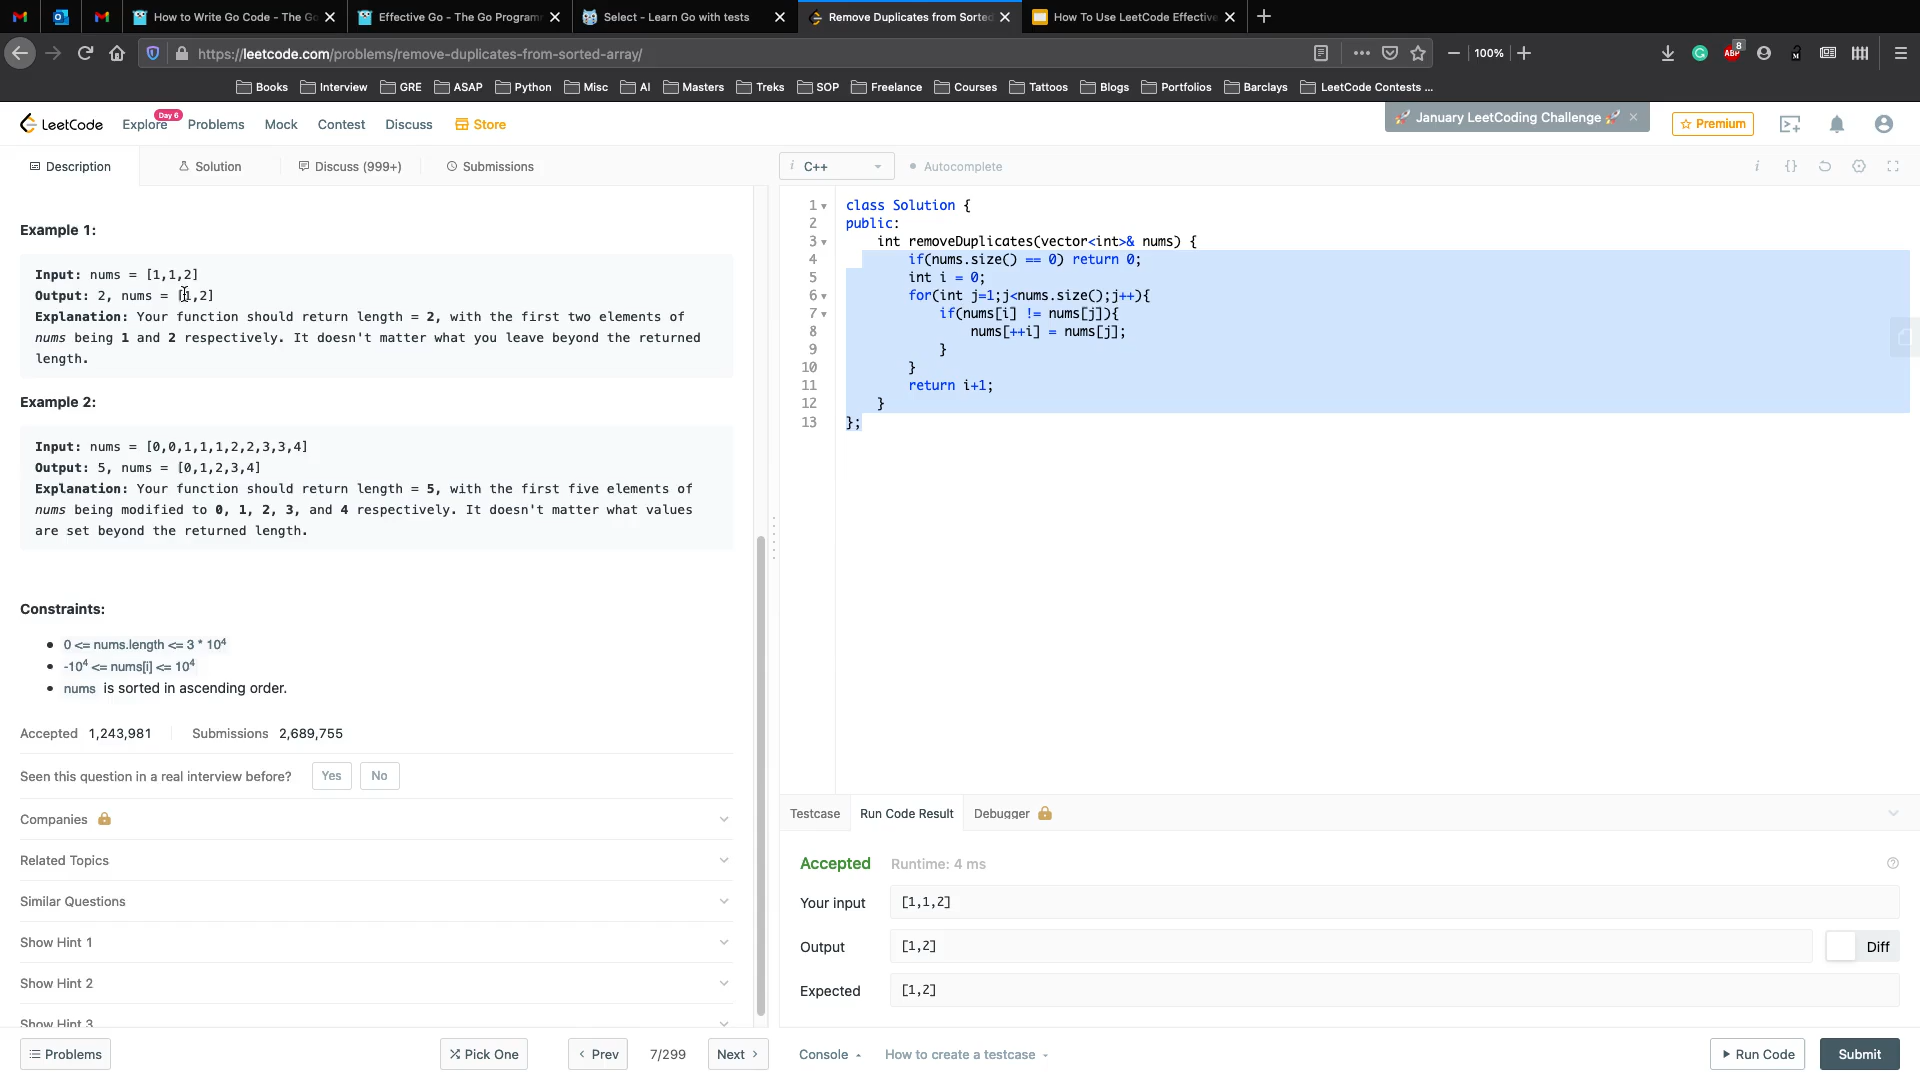 How to Write Go Code - The Go
Effective Go - The Go Programm
Select - Learn Go with tests
Remove Duplicates from Sorted
How To Use LeetCode Effective
https://leetcode.com/problems/remove-duplicates-from-sorted-array/
100%
ABP
8
Books
Interview
GRE
ASAP
Python
Misc
AI
Masters
Treks
SOP
Freelance
Courses
Tattoos
Blogs
Portfolios
Barclays
LeetCode Contests ...
LeetCode
Explore
Day 6
Problems
Mock
Contest
Discuss
Store
🚀 January LeetCoding Challenge 🚀
Premium
Description
Solution
Discuss (999+)
Submissions
Example 1:
Input: nums = [1,1,2]
Output: 2, nums = [1,2]
Explanation: Your function should return length = 2, with the first two elements of
nums being 1 and 2 respectively. It doesn't matter what you leave beyond the returned
length.
Example 2:
Input: nums = [0,0,1,1,1,2,2,3,3,4]
Output: 5, nums = [0,1,2,3,4]
Explanation: Your function should return length = 5, with the first five elements of
nums being modified to 0, 1, 2, 3, and 4 respectively. It doesn't matter what values
are set beyond the returned length.
Constraints:
0 <= nums.length <= 3 * 10⁴
-10⁴ <= nums[i] <= 10⁴
nums is sorted in ascending order.
Accepted 1,243,981
Submissions 2,689,755
Seen this question in a real interview before?
Yes
No
Companies
Related Topics
Similar Questions
Show Hint 1
Show Hint 2
Show Hint 3
Problems
Pick One
Prev
7/299
Next
i C++
Autocomplete
1 class Solution {
2 public:
3 int removeDuplicates(vector<int>& nums) {
4 if(nums.size() == 0) return 0;
5 int i = 0;
6 for(int j=1;j<nums.size();j++){
7 if(nums[i] != nums[j]){
8 nums[++i] = nums[j];
9 }
10 }
11 return i+1;
12 }
13 };
Testcase
Run Code Result
Debugger
Accepted
Runtime: 4 ms
Your input
[1,1,2]
Output
[1,2]
Diff
Expected
[1,2]
Console
How to create a testcase
Run Code
Submit